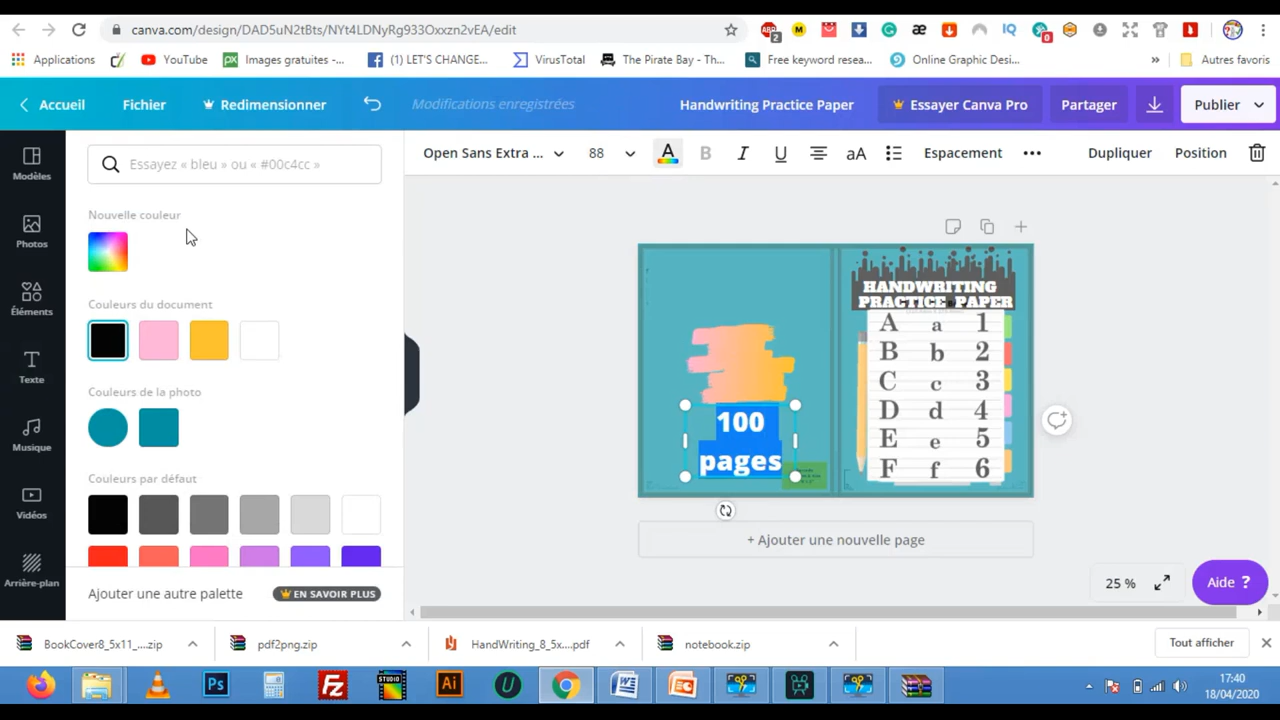 canva.com/design/DAD5uN2tBts/NYt4LDNyRg933Oxxzn2vEA/edit
Applications
YouTube
Images gratuites -...
(1) LET'S CHANGE...
VirusTotal
The Pirate Bay - Th...
Free keyword resea...
Online Graphic Desi...
»
Autres favoris
Accueil
Fichier
Redimensionner
Modifications enregistrées
Handwriting Practice Paper
Essayer Canva Pro
Partager
Publier
Modèles
Photos
Éléments
Texte
Musique
Vidéos
Arrière-plan
Essayez « bleu » ou « #00c4cc »
Nouvelle couleur
Couleurs du document
Couleurs de la photo
Couleurs par défaut
Ajouter une autre palette
EN SAVOIR PLUS
Open Sans Extra ...
88
A
B
I
U
aA
Espacement
Dupliquer
Position
100
pages
HANDWRITING
PRACTICE PAPER
A a 1
B b 2
C c 3
D d 4
E e 5
F f 6
+ Ajouter une nouvelle page
25 %
Aide ?
BookCover8_5x11_....zip
pdf2png.zip
HandWriting_8_5x....pdf
notebook.zip
Tout afficher
Ps
Fz
STUDIO
Ai
U
W
17:40
18/04/2020